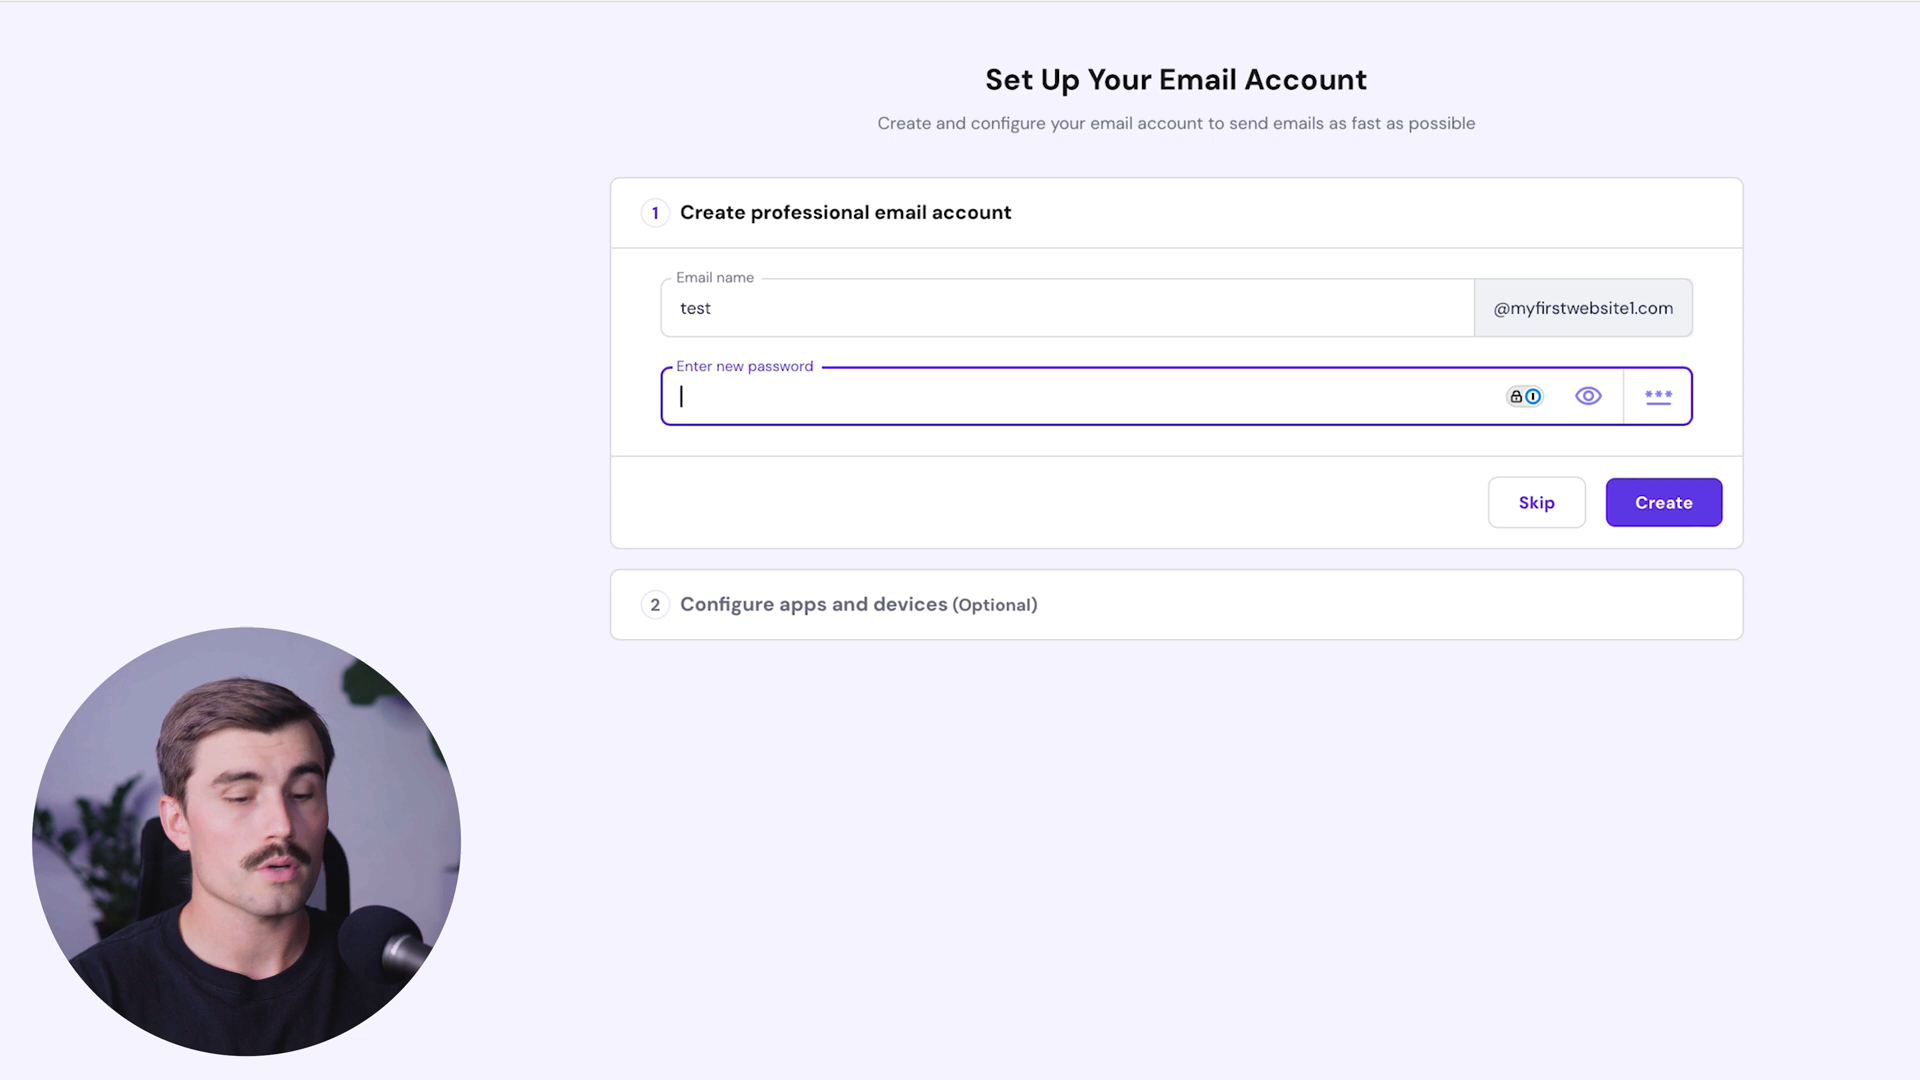 Set Up Your Email Account
Create and configure your email account to send emails as fast as possible
1 Create professional email account
Email name
test @myfirstwebsite1.com
Enter new password
Skip Create
2 Configure apps and devices (Optional)